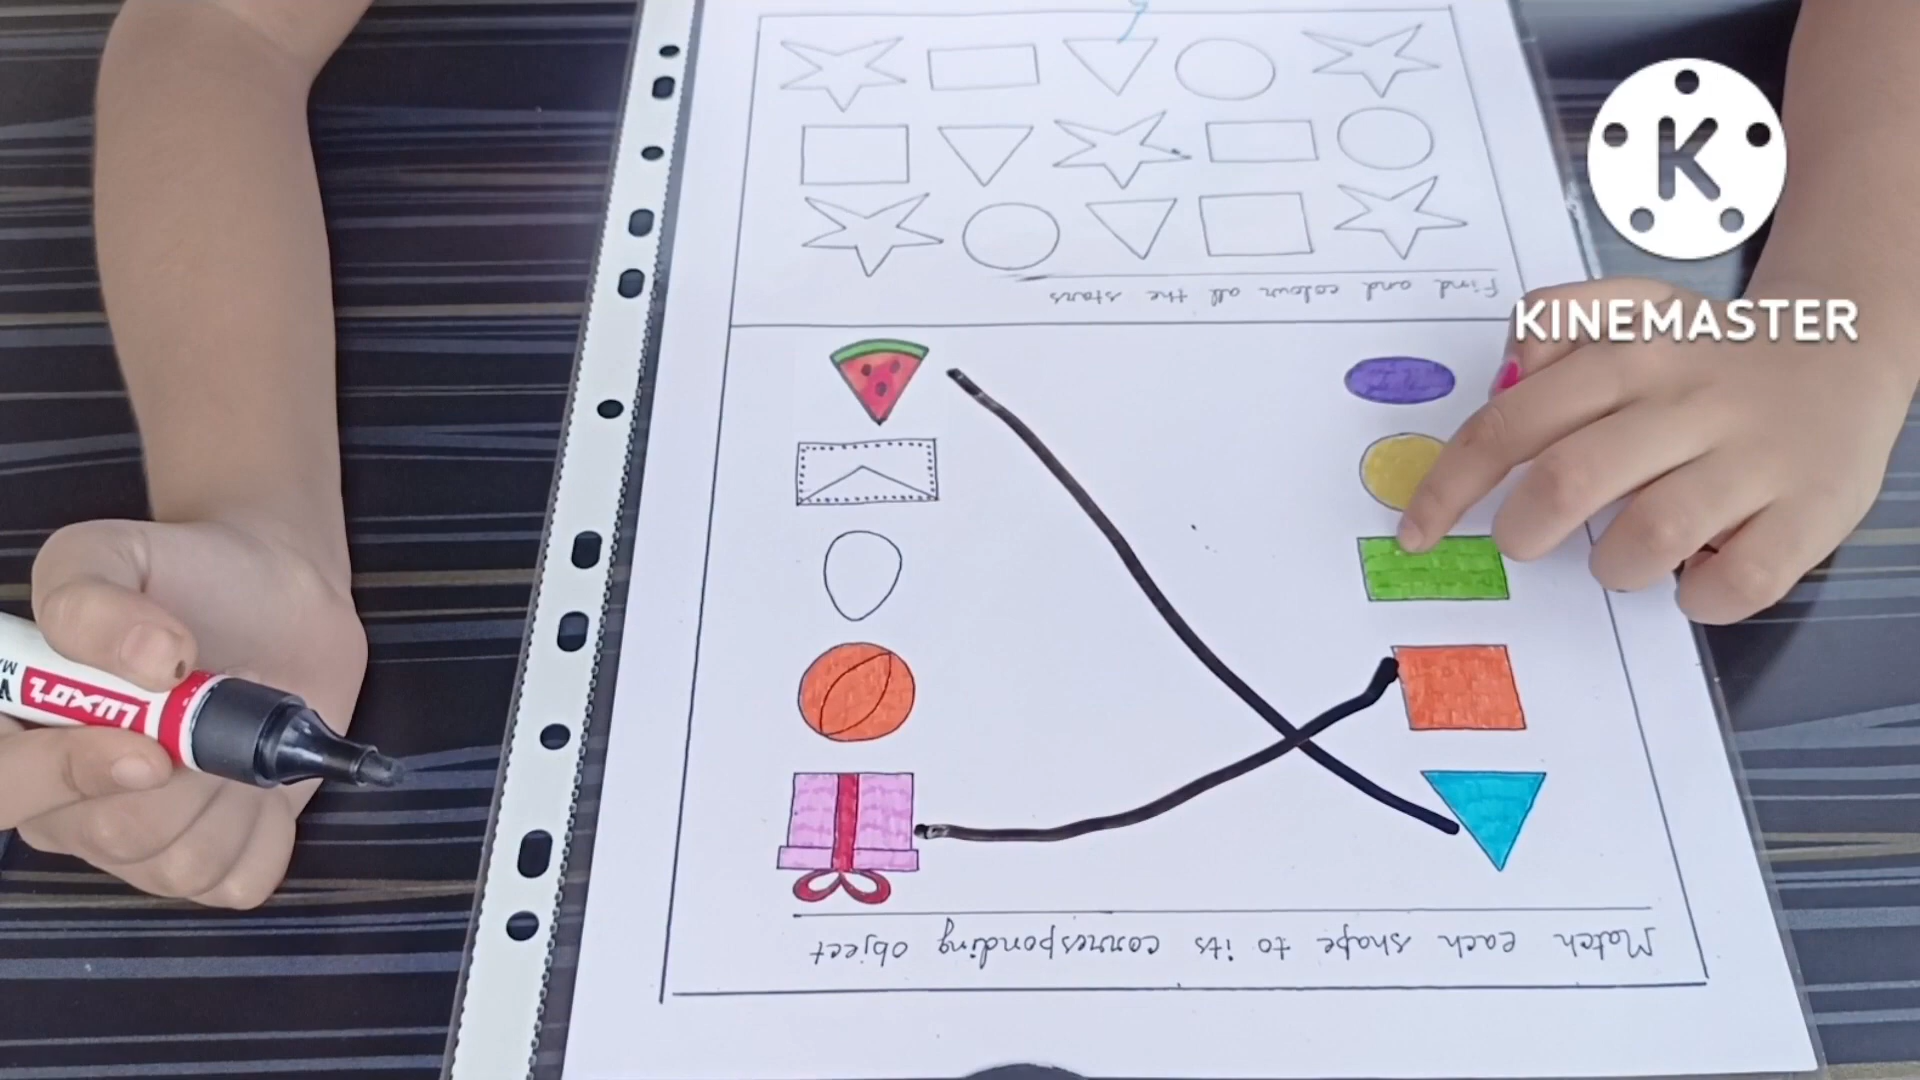 Match each shape to its corresponding object
Find and colour all the stars
LUXOR
K
KINEMASTER